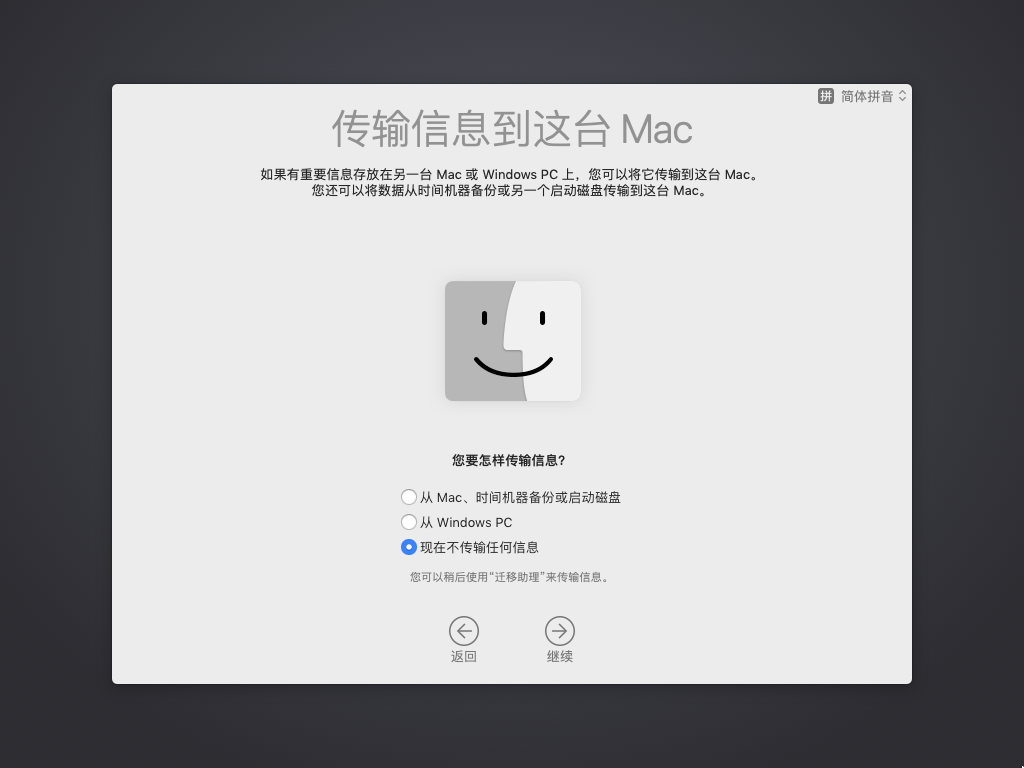 拼 简体拼音
传输信息到这台 Mac
如果有重要信息存放在另一台 Mac 或 Windows PC 上，您可以将它传输到这台 Mac。
您还可以将数据从时间机器备份或另一个启动磁盘传输到这台 Mac。
您要怎样传输信息?
从 Mac、时间机器备份或启动磁盘
从 Windows PC
现在不传输任何信息
您可以稍后使用“迁移助理”来传输信息。
返回 继续